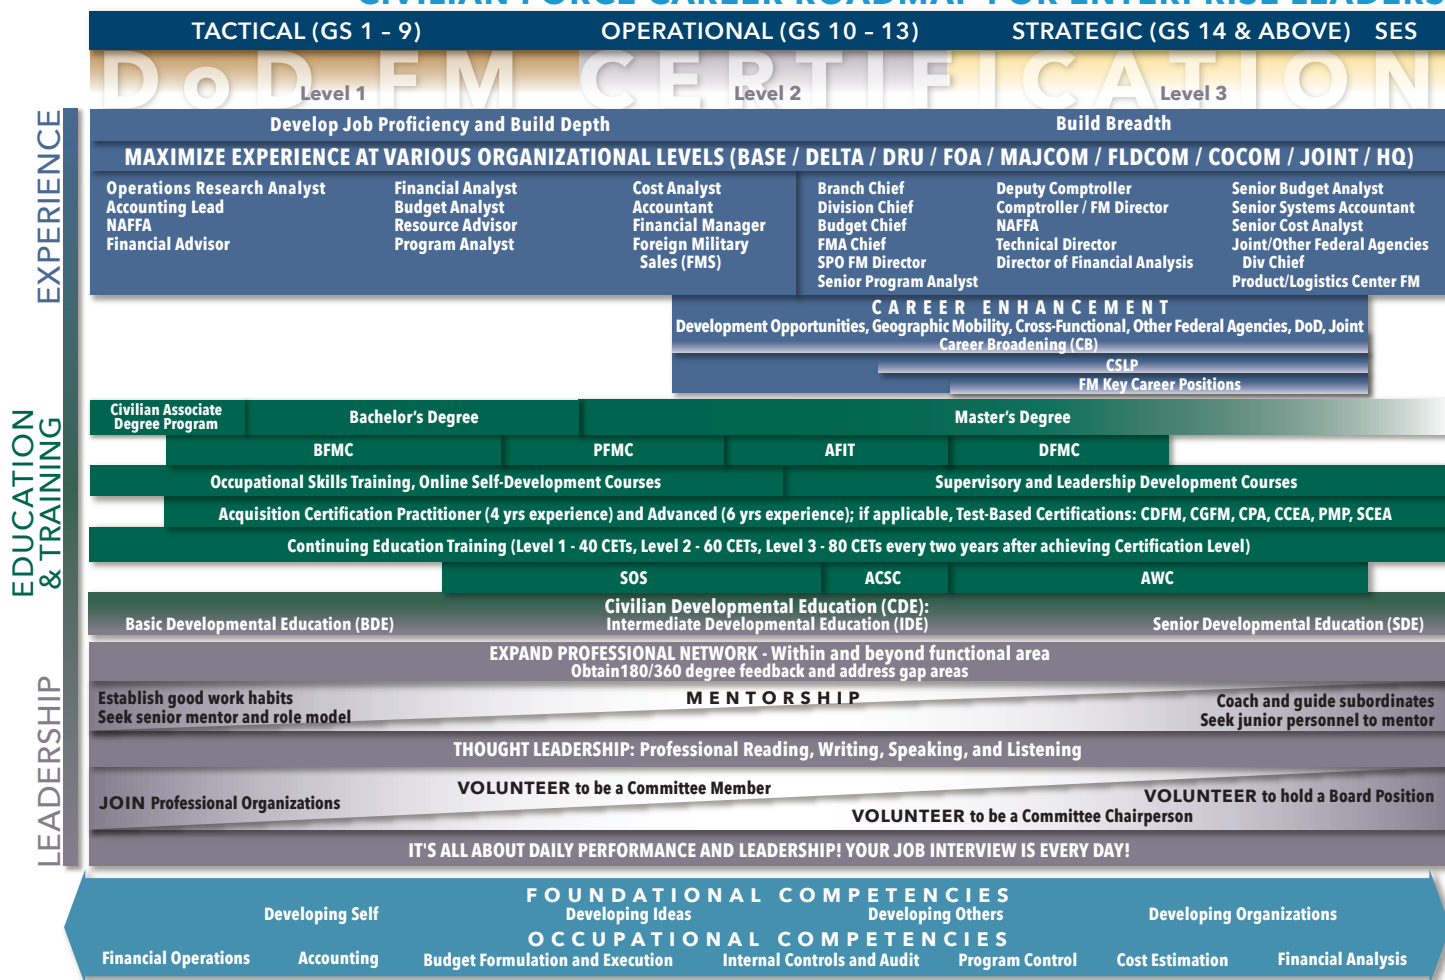 CIVILIAN FORCE CAREER ROADMAP FOR ENTERPRISE LEADERS
TACTICAL (GS 1 – 9)
OPERATIONAL (GS 10 – 13)
STRATEGIC (GS 14 & ABOVE)
SES
DoD FM CERTIFICATION
Level 1
Level 2
Level 3
EXPERIENCE
Develop Job Proficiency and Build Depth
Build Breadth
MAXIMIZE EXPERIENCE AT VARIOUS ORGANIZATIONAL LEVELS (BASE / DELTA / DRU / FOA / MAJCOM / FLDCOM / COCOM / JOINT / HQ)
Operations Research Analyst
Accounting Lead
NAFFA
Financial Advisor
Financial Analyst
Budget Analyst
Resource Advisor
Program Analyst
Cost Analyst
Accountant
Financial Manager
Foreign Military
Sales (FMS)
Branch Chief
Division Chief
Budget Chief
FMA Chief
SPO FM Director
Senior Program Analyst
Deputy Comptroller
Comptroller / FM Director
NAFFA
Technical Director
Director of Financial Analysis
Senior Budget Analyst
Senior Systems Accountant
Senior Cost Analyst
Joint/Other Federal Agencies
Div Chief
Product/Logistics Center FM
CAREER ENHANCEMENT
Development Opportunities, Geographic Mobility, Cross-Functional, Other Federal Agencies, DoD, Joint
Career Broadening (CB)
CSLP
FM Key Career Positions
EDUCATION
& TRAINING
Civilian Associate
Degree Program
Bachelor's Degree
Master's Degree
BFMC
PFMC
AFIT
DFMC
Occupational Skills Training, Online Self-Development Courses
Supervisory and Leadership Development Courses
Acquisition Certification Practitioner (4 yrs experience) and Advanced (6 yrs experience); if applicable, Test-Based Certifications: CDFM, CGFM, CPA, CCEA, PMP, SCEA
Continuing Education Training (Level 1 - 40 CETs, Level 2 - 60 CETs, Level 3 - 80 CETs every two years after achieving Certification Level)
SOS
ACSC
AWC
Civilian Developmental Education (CDE):
Basic Developmental Education (BDE)
Intermediate Developmental Education (IDE)
Senior Developmental Education (SDE)
LEADERSHIP
EXPAND PROFESSIONAL NETWORK - Within and beyond functional area
Obtain180/360 degree feedback and address gap areas
MENTORSHIP
Establish good work habits
Seek senior mentor and role model
Coach and guide subordinates
Seek junior personnel to mentor
THOUGHT LEADERSHIP: Professional Reading, Writing, Speaking, and Listening
JOIN Professional Organizations
VOLUNTEER to be a Committee Member
VOLUNTEER to be a Committee Chairperson
VOLUNTEER to hold a Board Position
IT'S ALL ABOUT DAILY PERFORMANCE AND LEADERSHIP! YOUR JOB INTERVIEW IS EVERY DAY!
FOUNDATIONAL COMPETENCIES
Developing Self
Developing Ideas
Developing Others
Developing Organizations
OCCUPATIONAL COMPETENCIES
Financial Operations
Accounting
Budget Formulation and Execution
Internal Controls and Audit
Program Control
Cost Estimation
Financial Analysis